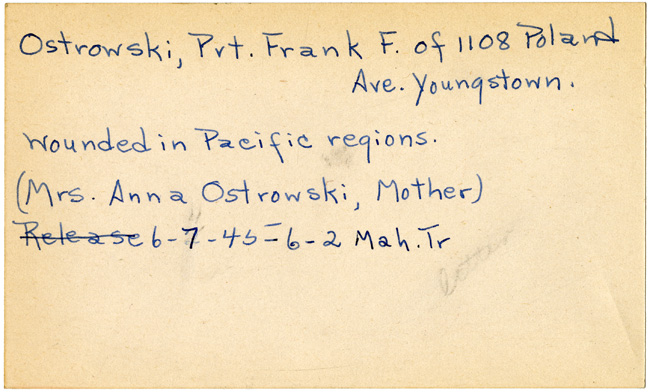 Ostrowski, Pvt. Frank F. of 1108 Poland
Ave. Youngstown.
Wounded in Pacific regions.
(Mrs. Anna Ostrowski, Mother)
Release 6-7-45=6-2 Mah. Tr